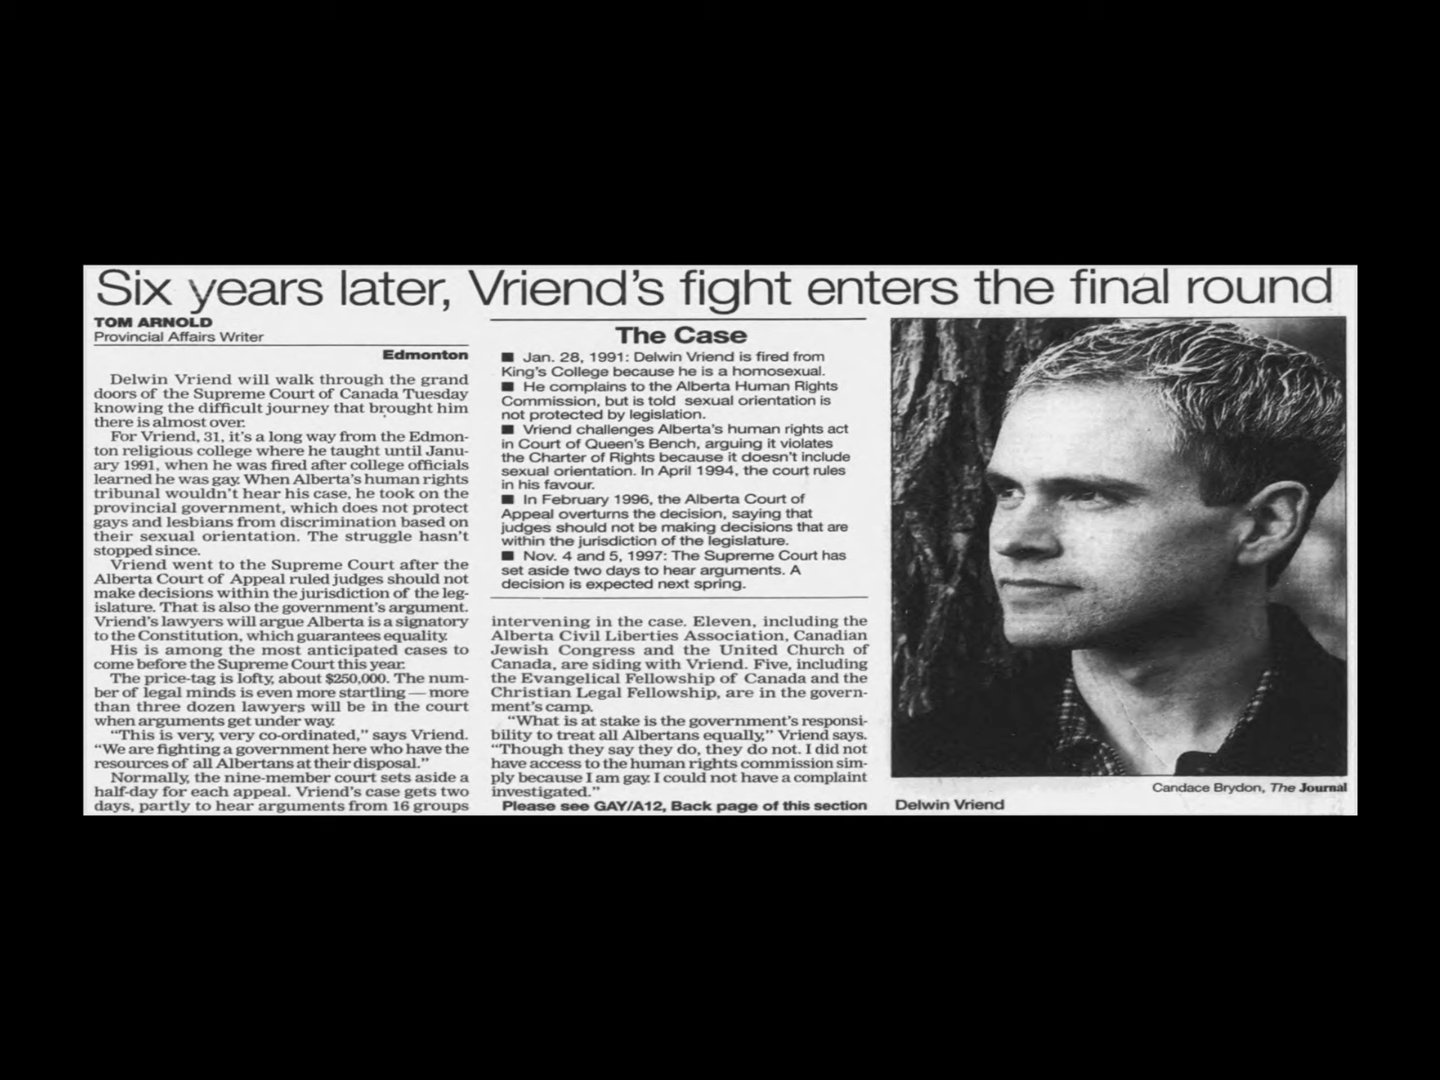 Six years later, Vriend's fight enters the final round
TOM ARNOLD
Provincial Affairs Writer
Edmonton
Delwin Vriend will walk through the grand
doors of the Supreme Court of Canada Tuesday
knowing the difficult journey that brought him
there is almost over.
For Vriend, 31, it's a long way from the Edmon-
ton religious college where he taught until Janu-
ary 1991, when he was fired after college officials
learned he was gay. When Alberta's human rights
tribunal wouldn't hear his case, he took on the
provincial government, which does not protect
gays and lesbians from discrimination based on
their sexual orientation. The struggle hasn't
stopped since.
Vriend went to the Supreme Court after the
Alberta Court of Appeal ruled judges should not
make decisions within the jurisdiction of the leg-
islature. That is also the government's argument.
Vriend's lawyers will argue Alberta is a signatory
to the Constitution, which guarantees equality.
His is among the most anticipated cases to
come before the Supreme Court this year.
The price-tag is lofty, about $250,000. The num-
ber of legal minds is even more startling — more
than three dozen lawyers will be in the court
when arguments get under way.
"This is very, very co-ordinated," says Vriend.
"We are fighting a government here who have the
resources of all Albertans at their disposal."
Normally, the nine-member court sets aside a
half-day for each appeal. Vriend's case gets two
days, partly to hear arguments from 16 groups
The Case
■ Jan. 28, 1991: Delwin Vriend is fired from
King's College because he is a homosexual.
■ He complains to the Alberta Human Rights
Commission, but is told sexual orientation is
not protected by legislation.
■ Vriend challenges Alberta's human rights act
in Court of Queen's Bench, arguing it violates
the Charter of Rights because it doesn't include
sexual orientation. In April 1994, the court rules
in his favour.
■ In February 1996, the Alberta Court of
Appeal overturns the decision, saying that
judges should not be making decisions that are
within the jurisdiction of the legislature.
■ Nov. 4 and 5, 1997: The Supreme Court has
set aside two days to hear arguments. A
decision is expected next spring.
intervening in the case. Eleven, including the
Alberta Civil Liberties Association, Canadian
Jewish Congress and the United Church of
Canada, are siding with Vriend. Five, including
the Evangelical Fellowship of Canada and the
Christian Legal Fellowship, are in the govern-
ment's camp.
"What is at stake is the government's responsi-
bility to treat all Albertans equally," Vriend says.
"Though they say they do, they do not. I did not
have access to the human rights commission sim-
ply because I am gay. I could not have a complaint
investigated."
Please see GAY/A12, Back page of this section
Candace Brydon, The Journal
Delwin Vriend